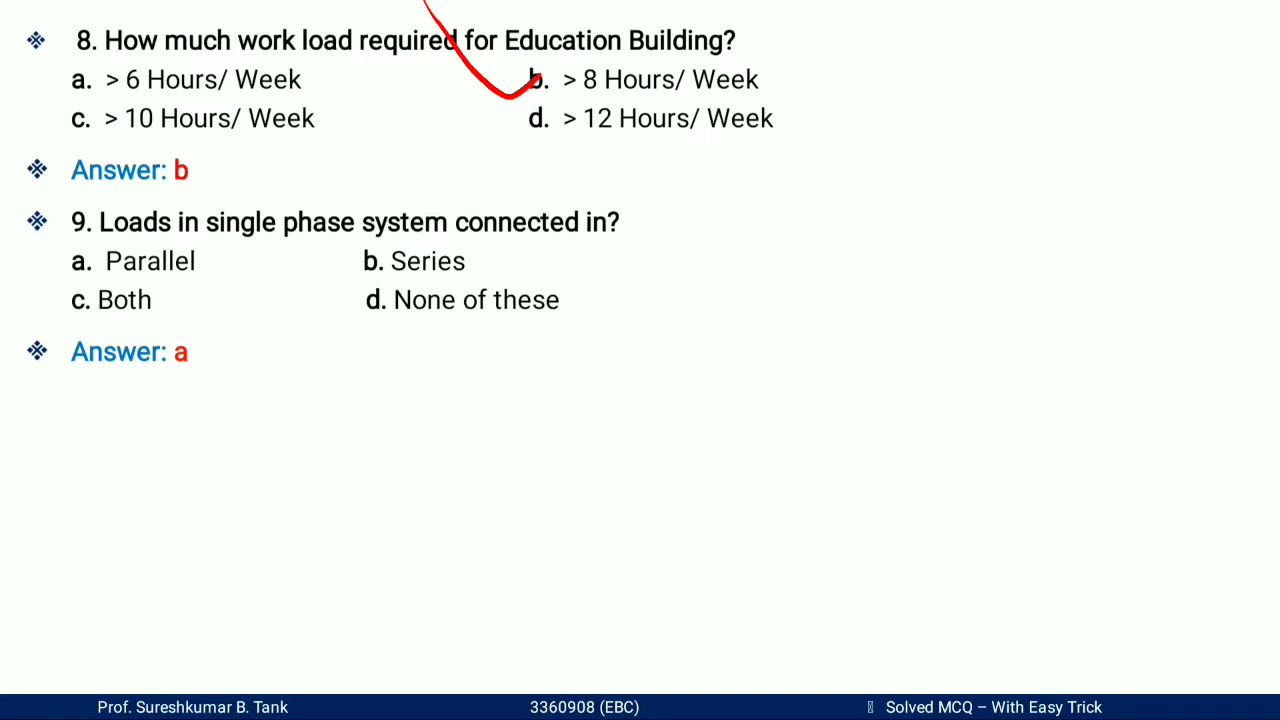 ❖ 8. How much work load required for Education Building?
a. > 6 Hours/ Week b. > 8 Hours/ Week
c. > 10 Hours/ Week d. > 12 Hours/ Week
❖ Answer: b
❖ 9. Loads in single phase system connected in?
a. Parallel b. Series
c. Both d. None of these
❖ Answer: a
Prof. Sureshkumar B. Tank 3360908 (EBC) Solved MCQ – With Easy Trick